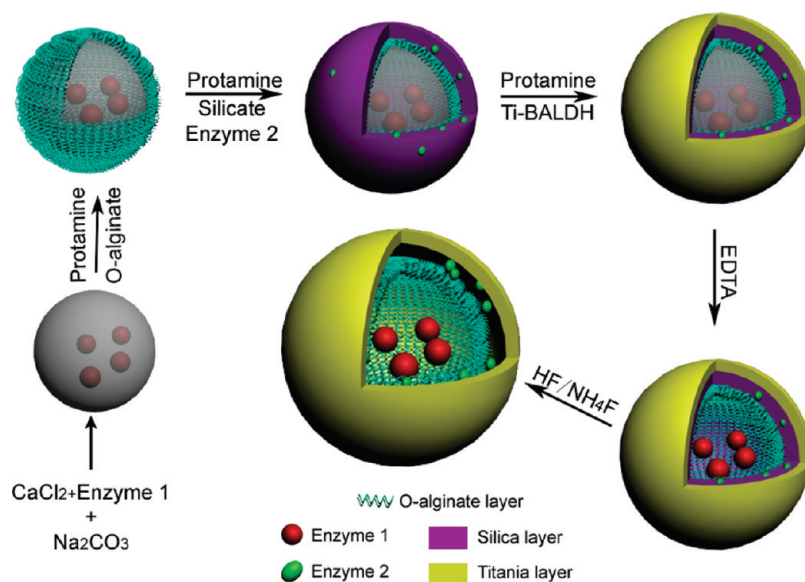 Protamine
Silicate
Enzyme 2
Protamine
Ti-BALDH
Protamine
O-alginate
EDTA
HF/NH4F
CaCl2+Enzyme 1
+
Na2CO3
O-alginate layer
Enzyme 1
Silica layer
Enzyme 2
Titania layer